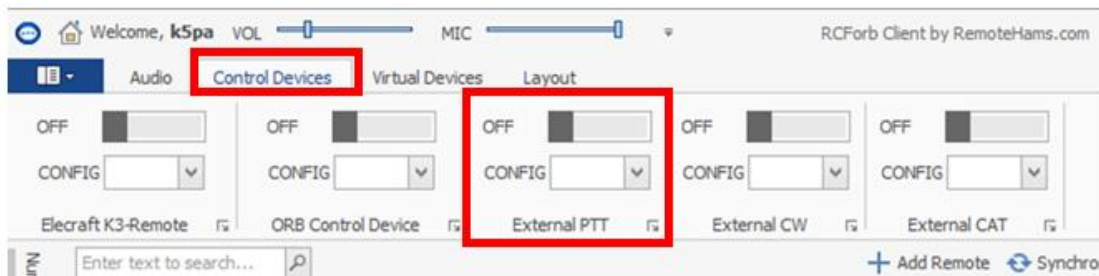 Welcome, k5pa VOL MIC RCForb Client by RemoteHams.com
Audio Control Devices Virtual Devices Layout
OFF OFF OFF OFF OFF
CONFIG CONFIG CONFIG CONFIG CONFIG
Elecraft K3-Remote ORB Control Device External PTT External CW External CAT
Enter text to search... Add Remote Synchro